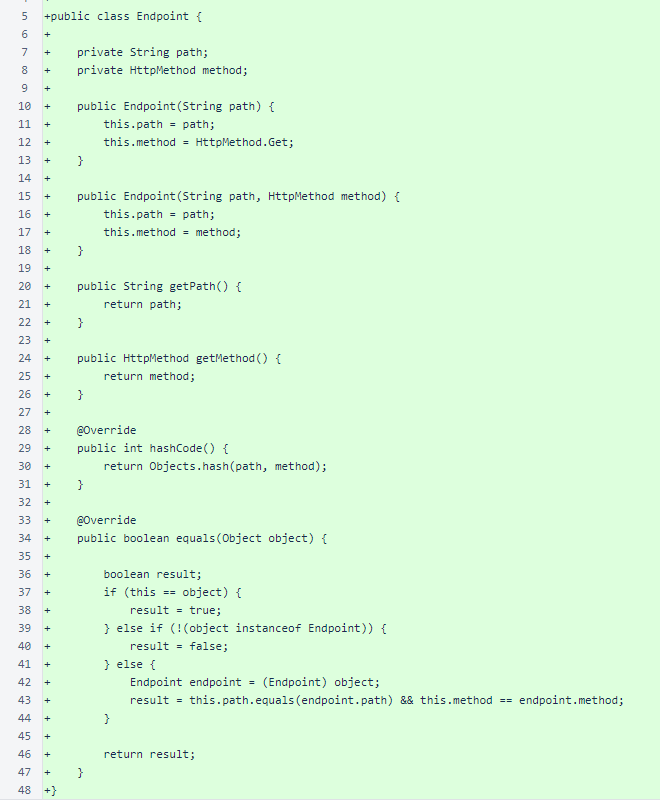 5 +public class Endpoint {
6 +
7 +    private String path;
8 +    private HttpMethod method;
9 +
10 +    public Endpoint(String path) {
11 +        this.path = path;
12 +        this.method = HttpMethod.Get;
13 +    }
14 +
15 +    public Endpoint(String path, HttpMethod method) {
16 +        this.path = path;
17 +        this.method = method;
18 +    }
19 +
20 +    public String getPath() {
21 +        return path;
22 +    }
23 +
24 +    public HttpMethod getMethod() {
25 +        return method;
26 +    }
27 +
28 +    @Override
29 +    public int hashCode() {
30 +        return Objects.hash(path, method);
31 +    }
32 +
33 +    @Override
34 +    public boolean equals(Object object) {
35 +
36 +        boolean result;
37 +        if (this == object) {
38 +            result = true;
39 +        } else if (!(object instanceof Endpoint)) {
40 +            result = false;
41 +        } else {
42 +            Endpoint endpoint = (Endpoint) object;
43 +            result = this.path.equals(endpoint.path) && this.method == endpoint.method;
44 +        }
45 +
46 +        return result;
47 +    }
48 +}